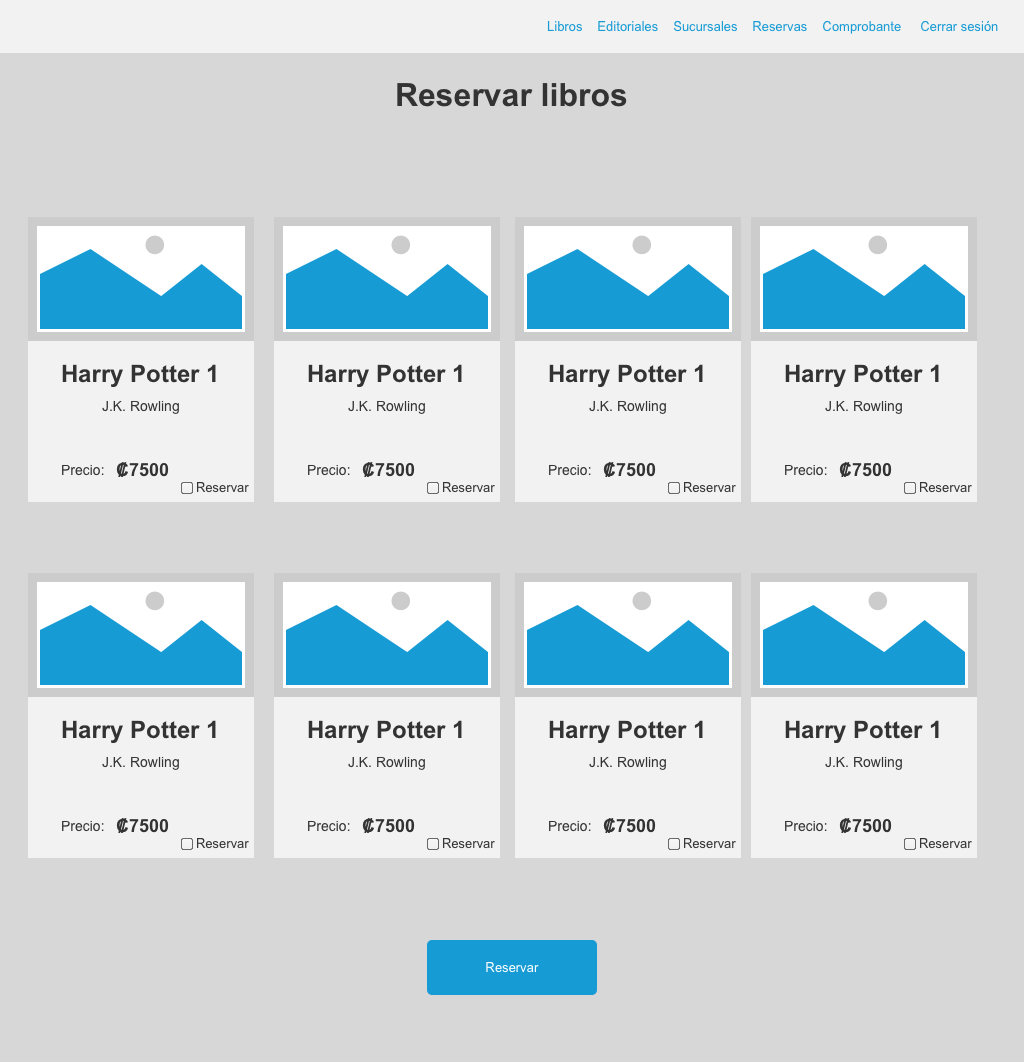 Libros Editoriales Sucursales Reservas Comprobante Cerrar sesión
Reservar libros
Harry Potter 1 Harry Potter 1 Harry Potter 1 Harry Potter 1
J.K. Rowling J.K. Rowling J.K. Rowling J.K. Rowling
Precio: ₡7500 Precio: ₡7500 Precio: ₡7500 Precio: ₡7500
Reservar Reservar Reservar Reservar
Harry Potter 1 Harry Potter 1 Harry Potter 1 Harry Potter 1
J.K. Rowling J.K. Rowling J.K. Rowling J.K. Rowling
Precio: ₡7500 Precio: ₡7500 Precio: ₡7500 Precio: ₡7500
Reservar Reservar Reservar Reservar
Reservar